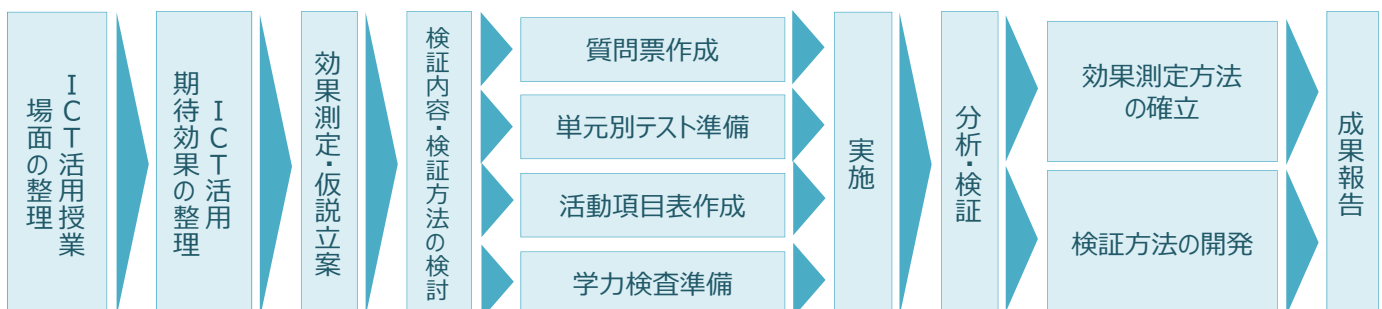 ICT活用授業
場面の整理
ICT活用
期待効果の整理
効果測定・仮説立案
検証内容・検証方法の検討
質問票作成
単元別テスト準備
活動項目表作成
学力検査準備
実施
分析・検証
効果測定方法
の確立
検証方法の開発
成果報告